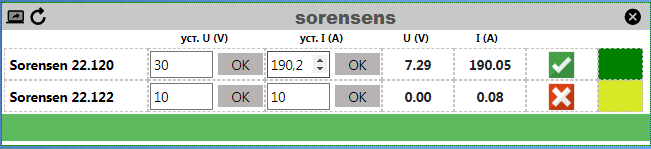 sorensens
уст. U (V) уст. I (A) U (V) I (A)
Sorensen 22.120 30 OK 190,2 OK 7.29 190.05
Sorensen 22.122 10 OK 10 OK 0.00 0.08